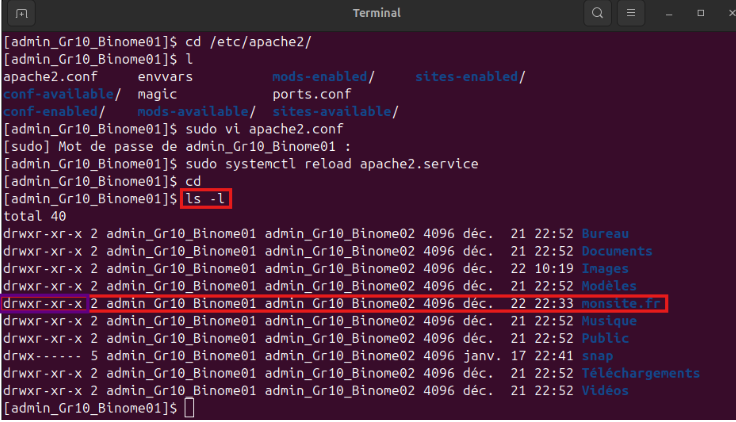 Terminal
[admin_Gr10_Binome01]$ cd /etc/apache2/
[admin_Gr10_Binome01]$ l
apache2.conf envvars mods-enabled/ sites-enabled/
conf-available/ magic ports.conf
conf-enabled/ mods-available/ sites-available/
[admin_Gr10_Binome01]$ sudo vi apache2.conf
[sudo] Mot de passe de admin_Gr10_Binome01 :
[admin_Gr10_Binome01]$ sudo systemctl reload apache2.service
[admin_Gr10_Binome01]$ cd
[admin_Gr10_Binome01]$ ls -l
total 40
drwxr-xr-x 2 admin_Gr10_Binome01 admin_Gr10_Binome02 4096 déc. 21 22:52 Bureau
drwxr-xr-x 2 admin_Gr10_Binome01 admin_Gr10_Binome02 4096 déc. 21 22:52 Documents
drwxr-xr-x 2 admin_Gr10_Binome01 admin_Gr10_Binome02 4096 déc. 22 10:19 Images
drwxr-xr-x 2 admin_Gr10_Binome01 admin_Gr10_Binome02 4096 déc. 21 22:52 Modèles
drwxr-xr-x 2 admin_Gr10_Binome01 admin_Gr10_Binome02 4096 déc. 22 22:33 monsite.fr
drwxr-xr-x 2 admin_Gr10_Binome01 admin_Gr10_Binome02 4096 déc. 21 22:52 Musique
drwxr-xr-x 2 admin_Gr10_Binome01 admin_Gr10_Binome02 4096 déc. 21 22:52 Public
drwx------ 5 admin_Gr10_Binome01 admin_Gr10_Binome02 4096 janv. 17 22:41 snap
drwxr-xr-x 2 admin_Gr10_Binome01 admin_Gr10_Binome02 4096 déc. 21 22:52 Téléchargements
drwxr-xr-x 2 admin_Gr10_Binome01 admin_Gr10_Binome02 4096 déc. 21 22:52 Vidéos
[admin_Gr10_Binome01]$